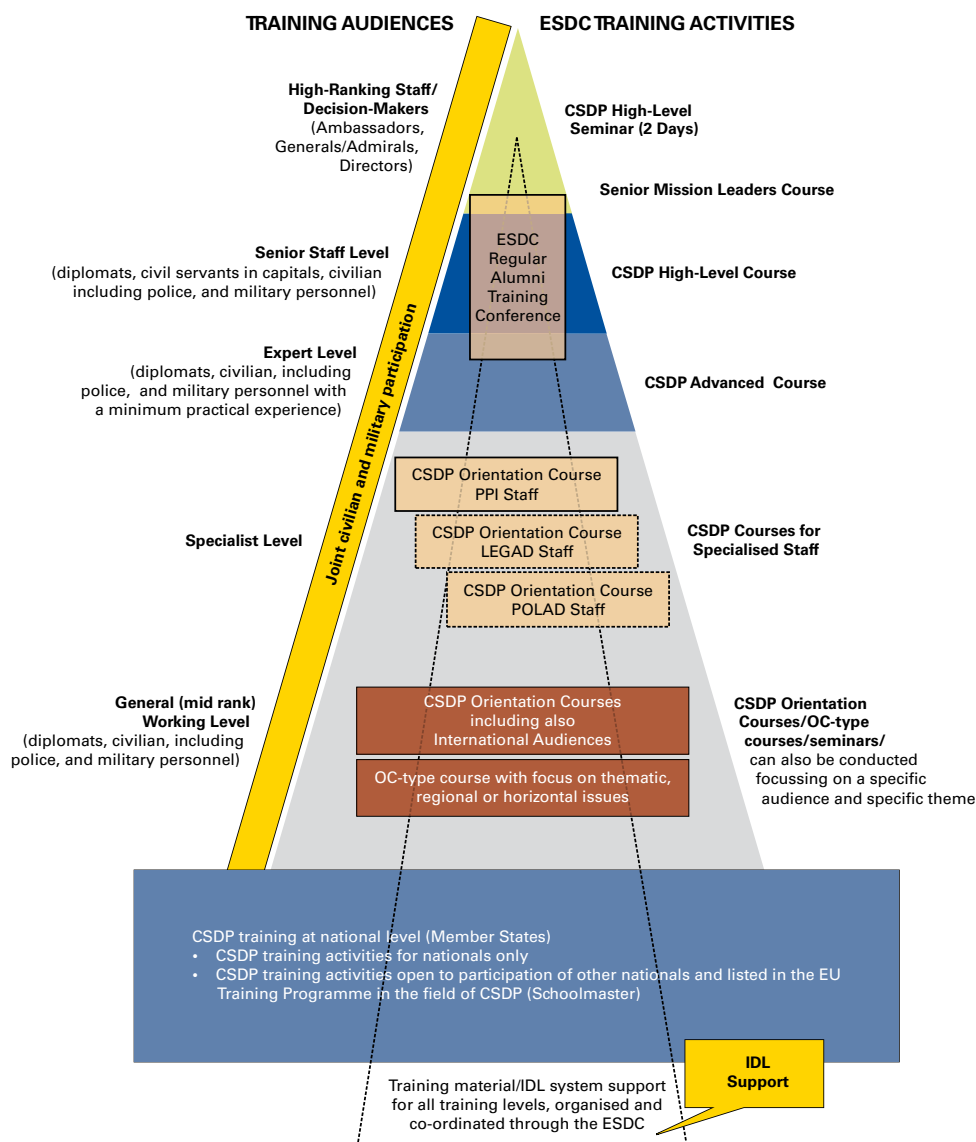 TRAINING AUDIENCES
ESDC TRAINING ACTIVITIES
High-Ranking Staff/
Decision-Makers
(Ambassadors,
Generals/Admirals,
Directors)
CSDP High-Level
Seminar (2 Days)
Senior Mission Leaders Course
Senior Staff Level
(diplomats, civil servants in capitals, civilian
including police, and military personnel)
ESDC
Regular
Alumni
Training
Conference
CSDP High-Level Course
Expert Level
(diplomats, civilian, including
police, and military personnel with
a minimum practical experience)
CSDP Advanced Course
Joint civilian and military participation
Specialist Level
CSDP Orientation Course
PPI Staff
CSDP Orientation Course
LEGAD Staff
CSDP Orientation Course
POLAD Staff
CSDP Courses for
Specialised Staff
General (mid rank)
Working Level
(diplomats, civilian, including
police, and military personnel)
CSDP Orientation Courses
including also
International Audiences
OC-type course with focus on thematic,
regional or horizontal issues
CSDP Orientation
Courses/OC-type
courses/seminars/
can also be conducted
focussing on a specific
audience and specific theme
CSDP training at national level (Member States)
• CSDP training activities for nationals only
• CSDP training activities open to participation of other nationals and listed in the EU
Training Programme in the field of CSDP (Schoolmaster)
IDL
Support
Training material/IDL system support
for all training levels, organised and
co-ordinated through the ESDC